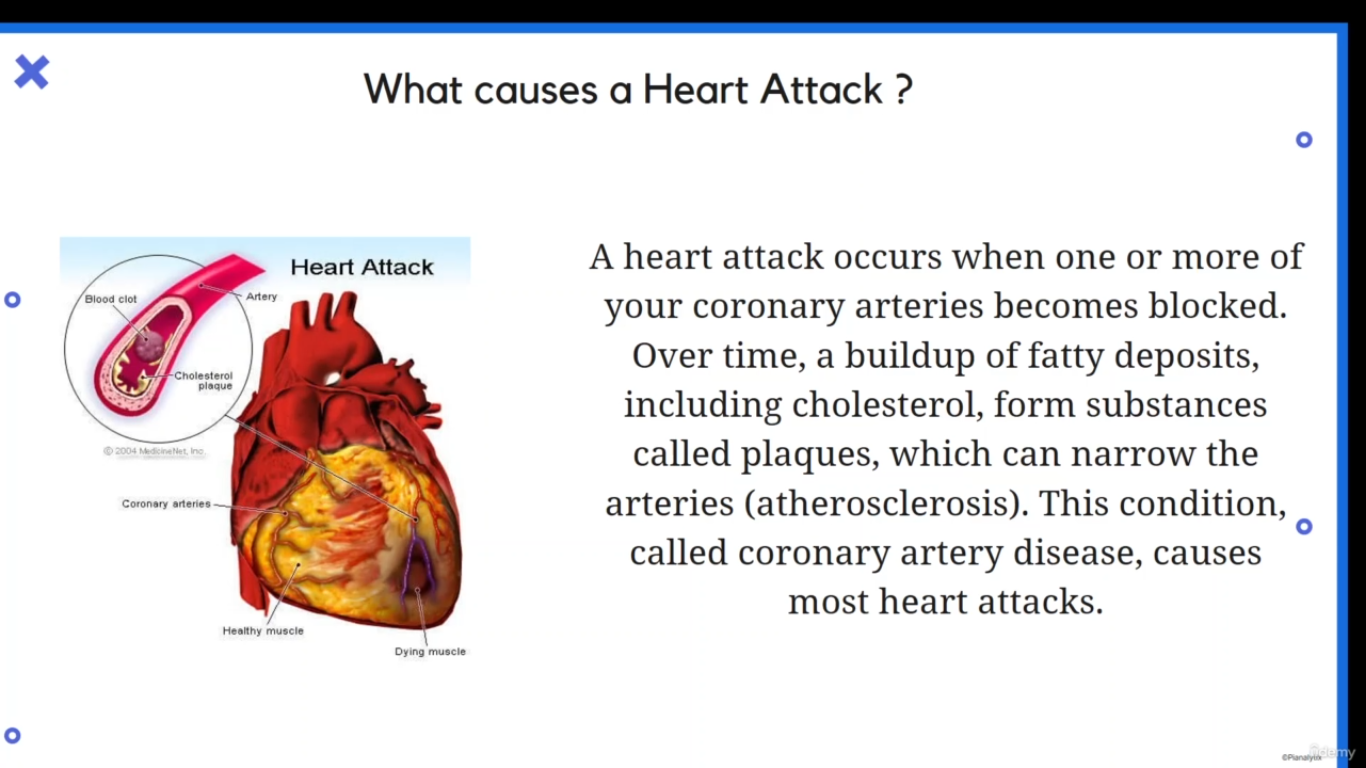 What causes a Heart Attack ?
Heart Attack
Blood clot
Artery
Cholesterol
plaque
© 2004 MedicineNet, Inc.
Coronary arteries
Healthy muscle
Dying muscle
A heart attack occurs when one or more of
your coronary arteries becomes blocked.
Over time, a buildup of fatty deposits,
including cholesterol, form substances
called plaques, which can narrow the
arteries (atherosclerosis). This condition,
called coronary artery disease, causes
most heart attacks.
©Pianalytix
ûdemy